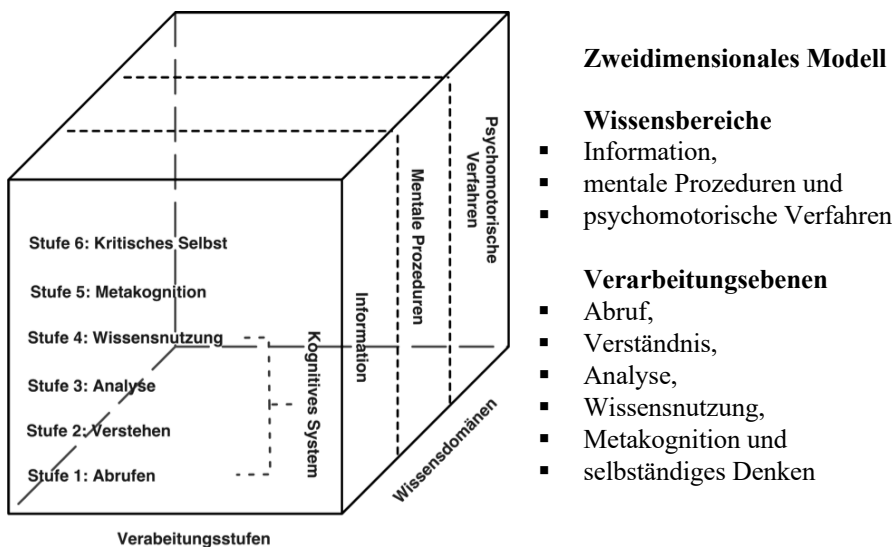 Stufe 6: Kritisches Selbst
Stufe 5: Metakognition
Stufe 4: Wissensnutzung
Stufe 3: Analyse
Stufe 2: Verstehen
Stufe 1: Abrufen
Kognitives System
Information
Mentale Prozeduren
Psychomotorische
Verfahren
Wissensdomänen
Verabeitungsstufen
Zweidimensionales Modell
Wissensbereiche
▪ Information,
▪ mentale Prozeduren und
▪ psychomotorische Verfahren
Verarbeitungsebenen
▪ Abruf,
▪ Verständnis,
▪ Analyse,
▪ Wissensnutzung,
▪ Metakognition und
▪ selbständiges Denken